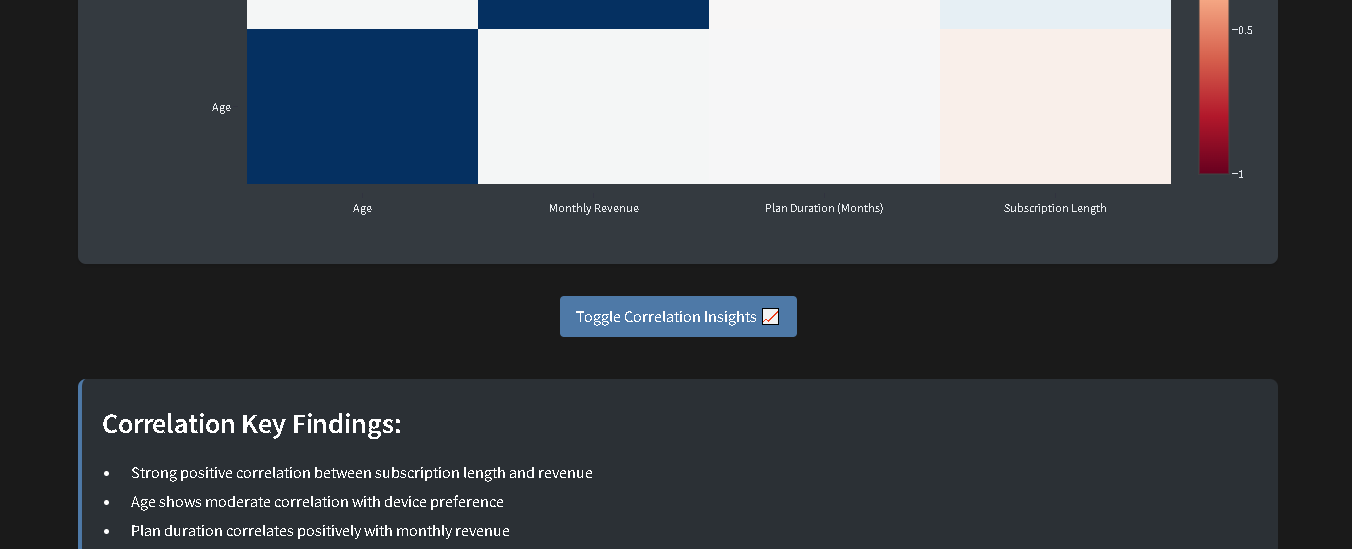 −0.5
Age
−1
Age Monthly Revenue Plan Duration (Months) Subscription Length
Toggle Correlation Insights 📈
Correlation Key Findings:
• Strong positive correlation between subscription length and revenue
• Age shows moderate correlation with device preference
• Plan duration correlates positively with monthly revenue